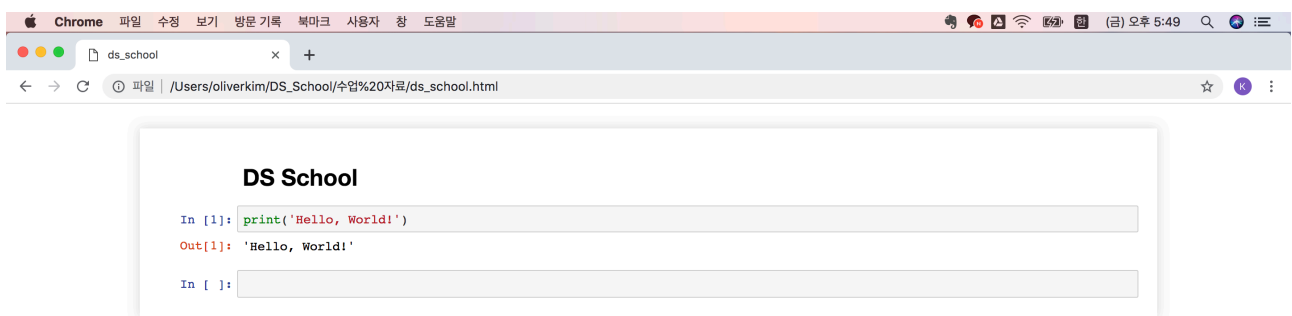 Chrome 파일 수정 보기 방문 기록 북마크 사용자 창 도움말 한 (금) 오후 5:49
ds_school
파일 | /Users/oliverkim/DS_School/수업%20자료/ds_school.html K
DS School
In [1]: print('Hello, World!')
Out[1]: 'Hello, World!'
In [ ]: